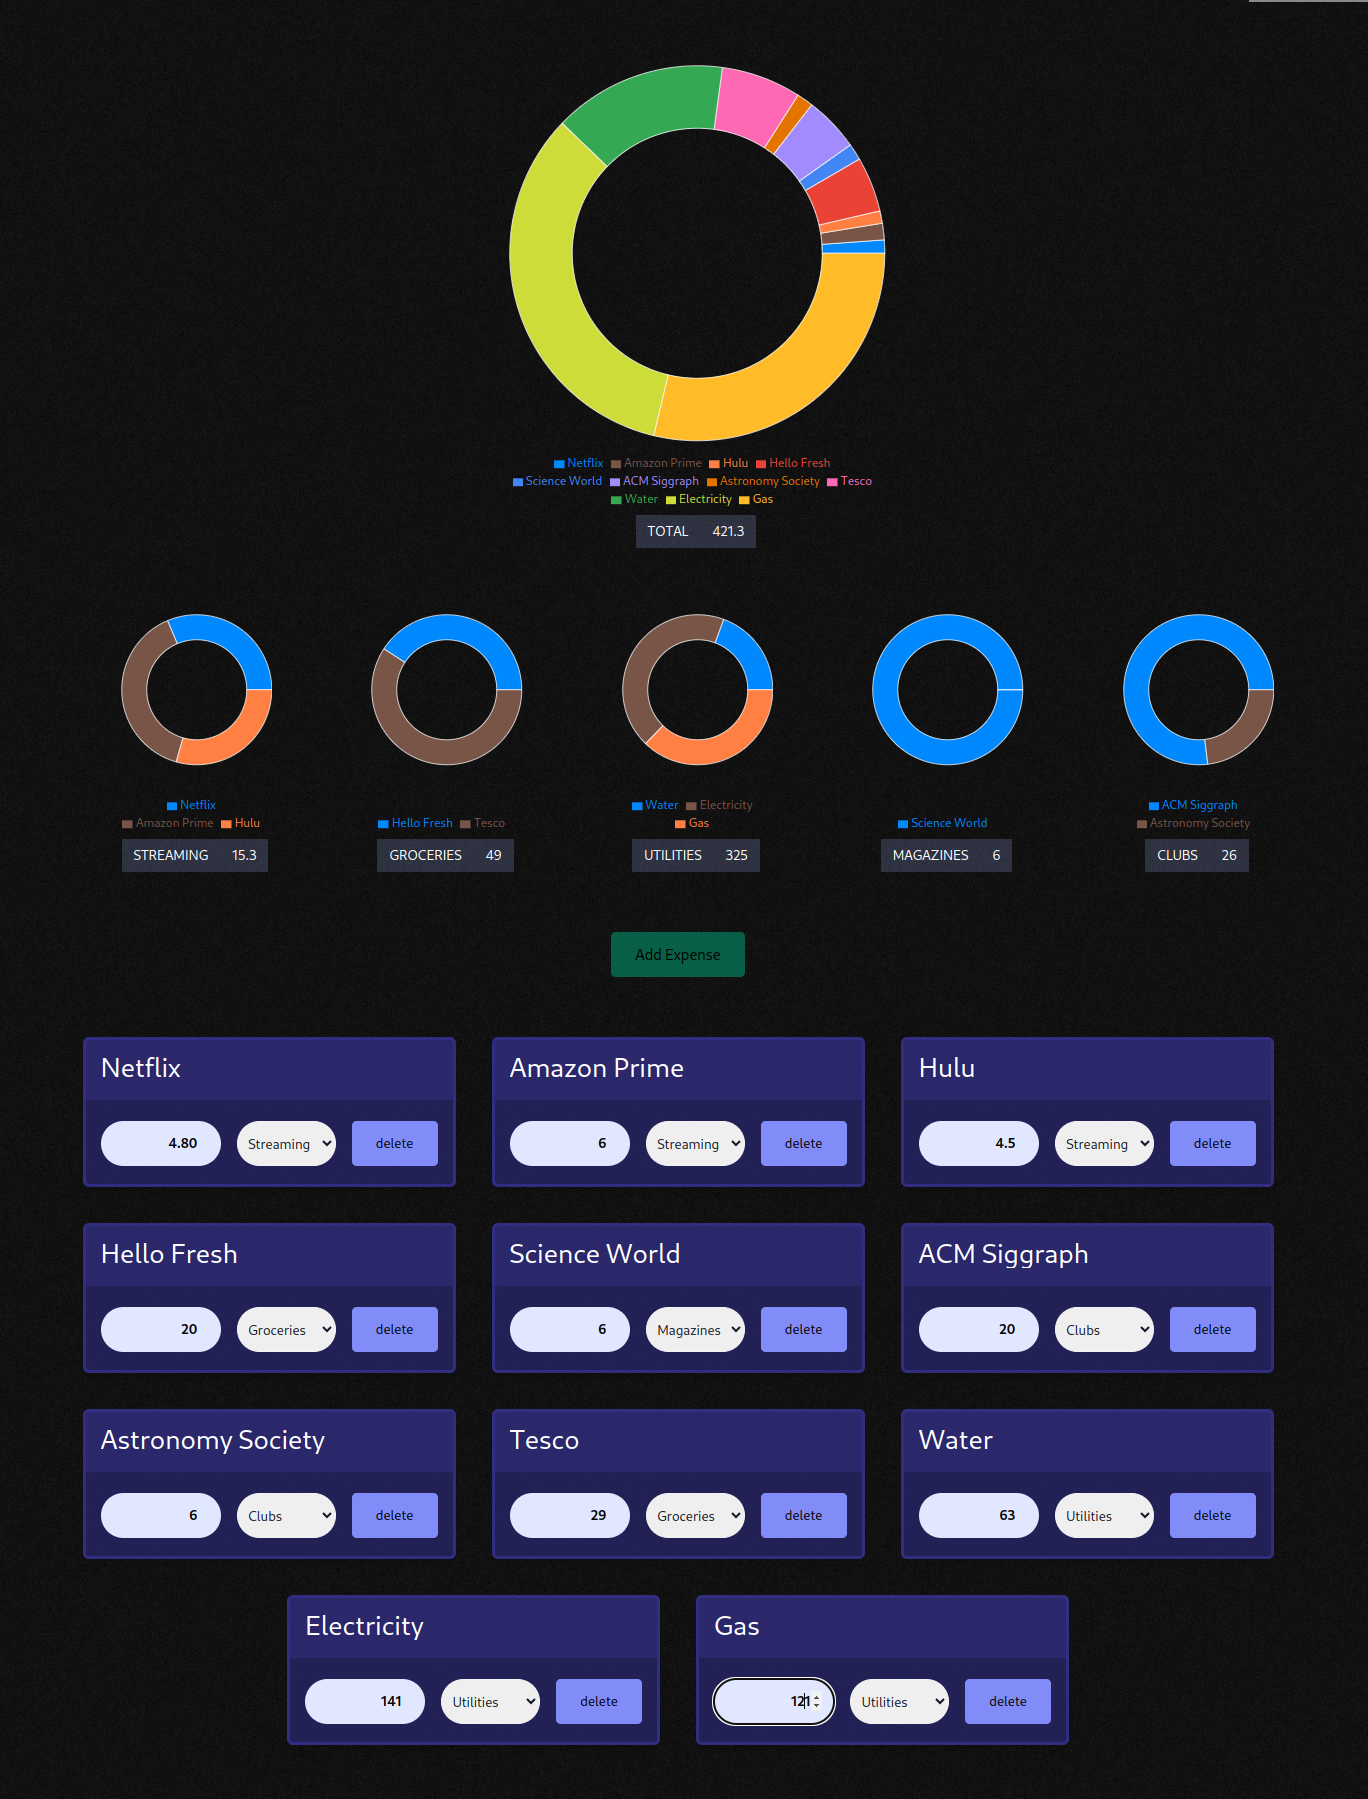 Netflix Amazon Prime Hulu Hello Fresh
Science World ACM Siggraph Astronomy Society Tesco
Water Electricity Gas
TOTAL 421.3
Netflix
Amazon Prime Hulu
STREAMING 15.3
Hello Fresh Tesco
GROCERIES 49
Water Electricity
Gas
UTILITIES 325
Science World
MAGAZINES 6
ACM Siggraph
Astronomy Society
CLUBS 26
Add Expense
Netflix
4.80 Streaming delete
Amazon Prime
6 Streaming delete
Hulu
4.5 Streaming delete
Hello Fresh
20 Groceries delete
Science World
6 Magazines delete
ACM Siggraph
20 Clubs delete
Astronomy Society
6 Clubs delete
Tesco
29 Groceries delete
Water
63 Utilities delete
Electricity
141 Utilities delete
Gas
121 Utilities delete